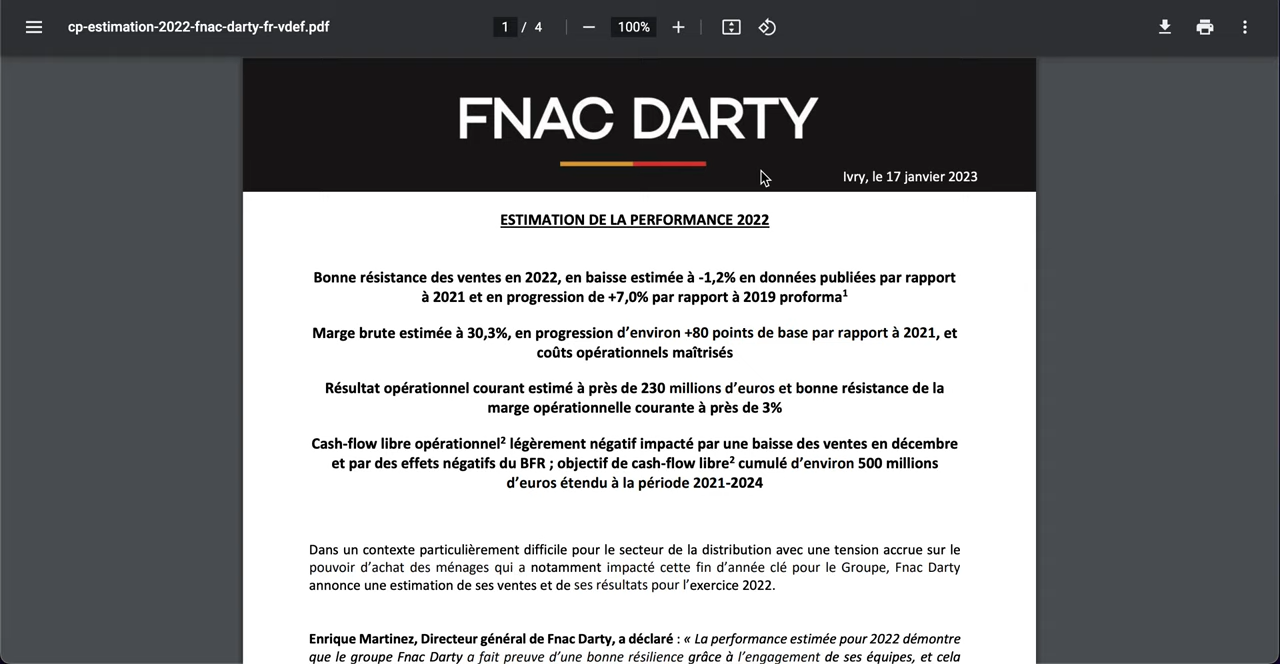 cp-estimation-2022-fnac-darty-fr-vdef.pdf
1 / 4
100%
FNAC DARTY
Ivry, le 17 janvier 2023
ESTIMATION DE LA PERFORMANCE 2022
Bonne résistance des ventes en 2022, en baisse estimée à -1,2% en données publiées par rapport
à 2021 et en progression de +7,0% par rapport à 2019 proforma¹
Marge brute estimée à 30,3%, en progression d’environ +80 points de base par rapport à 2021, et
coûts opérationnels maîtrisés
Résultat opérationnel courant estimé à près de 230 millions d’euros et bonne résistance de la
marge opérationnelle courante à près de 3%
Cash-flow libre opérationnel² légèrement négatif impacté par une baisse des ventes en décembre
et par des effets négatifs du BFR ; objectif de cash-flow libre² cumulé d’environ 500 millions
d’euros étendu à la période 2021-2024
Dans un contexte particulièrement difficile pour le secteur de la distribution avec une tension accrue sur le
pouvoir d’achat des ménages qui a notamment impacté cette fin d’année clé pour le Groupe, Fnac Darty
annonce une estimation de ses ventes et de ses résultats pour l’exercice 2022.
Enrique Martinez, Directeur général de Fnac Darty, a déclaré : « La performance estimée pour 2022 démontre
que le groupe Fnac Darty a fait preuve d’une bonne résilience grâce à l’engagement de ses équipes, et cela